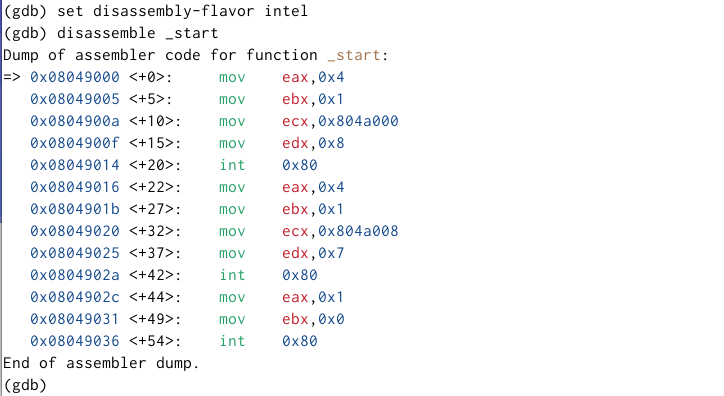 (gdb) set disassembly-flavor intel
(gdb) disassemble _start
Dump of assembler code for function _start:
=> 0x08049000 <+0>:     mov    eax,0x4
   0x08049005 <+5>:     mov    ebx,0x1
   0x0804900a <+10>:    mov    ecx,0x804a000
   0x0804900f <+15>:    mov    edx,0x8
   0x08049014 <+20>:    int    0x80
   0x08049016 <+22>:    mov    eax,0x4
   0x0804901b <+27>:    mov    ebx,0x1
   0x08049020 <+32>:    mov    ecx,0x804a008
   0x08049025 <+37>:    mov    edx,0x7
   0x0804902a <+42>:    int    0x80
   0x0804902c <+44>:    mov    eax,0x1
   0x08049031 <+49>:    mov    ebx,0x0
   0x08049036 <+54>:    int    0x80
End of assembler dump.
(gdb)